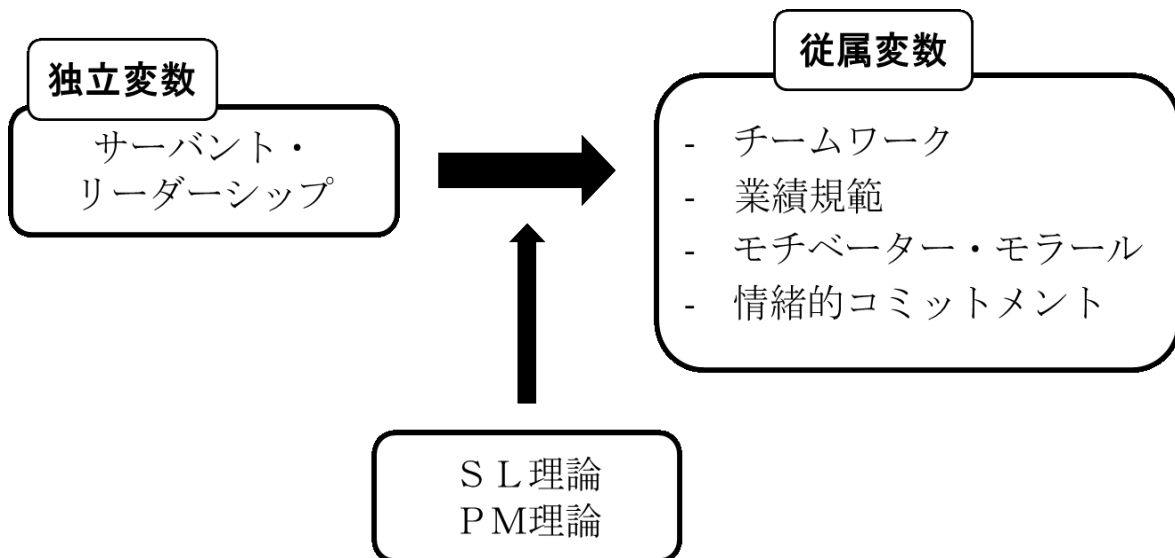 独立変数
サーバント・
リーダーシップ
従属変数
- チームワーク
- 業績規範
- モチベーター・モラール
- 情緒的コミットメント
ＳＬ理論
ＰＭ理論